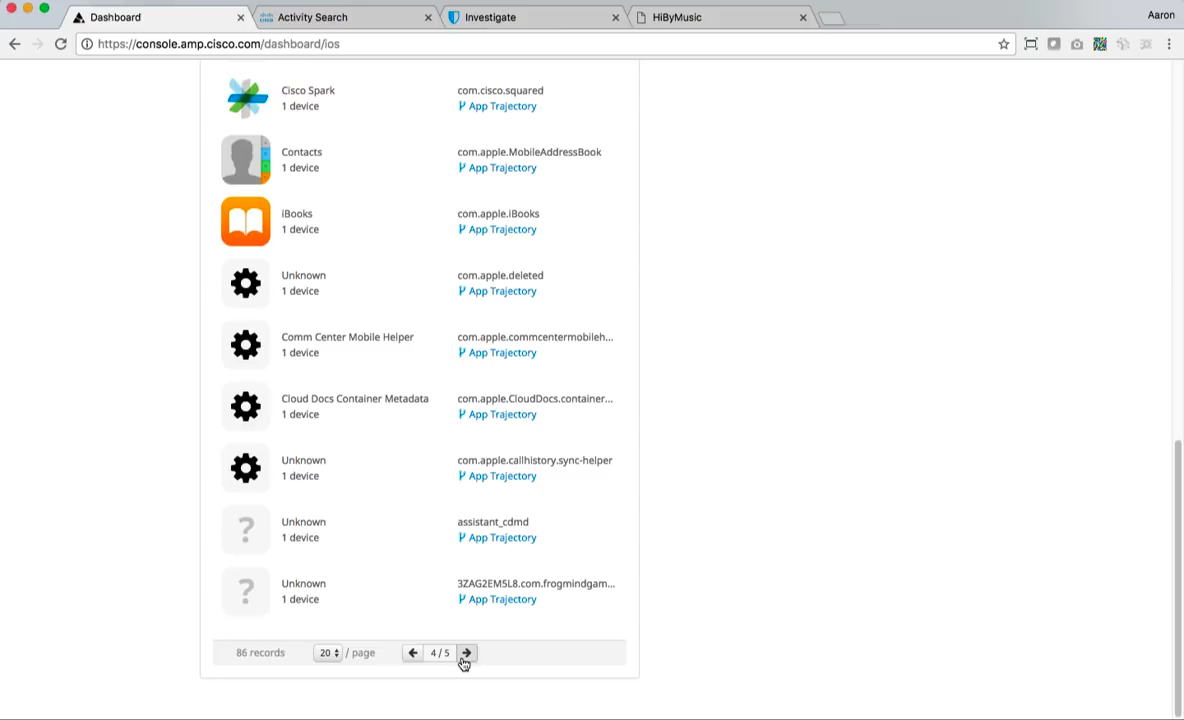 Dashboard
Activity Search
Investigate
HiByMusic
Aaron
https://console.amp.cisco.com/dashboard/ios
Cisco Spark
com.cisco.squared
1 device
App Trajectory
Contacts
com.apple.MobileAddressBook
1 device
App Trajectory
iBooks
com.apple.iBooks
1 device
App Trajectory
Unknown
com.apple.deleted
1 device
App Trajectory
Comm Center Mobile Helper
com.apple.commcentermobileh...
1 device
App Trajectory
Cloud Docs Container Metadata
com.apple.CloudDocs.container...
1 device
App Trajectory
Unknown
com.apple.callhistory.sync-helper
1 device
App Trajectory
? Unknown
assistant_cdmd
1 device
App Trajectory
? Unknown
3ZAG2EM5L8.com.frogmindgam...
1 device
App Trajectory
86 records
20 / page
4 / 5